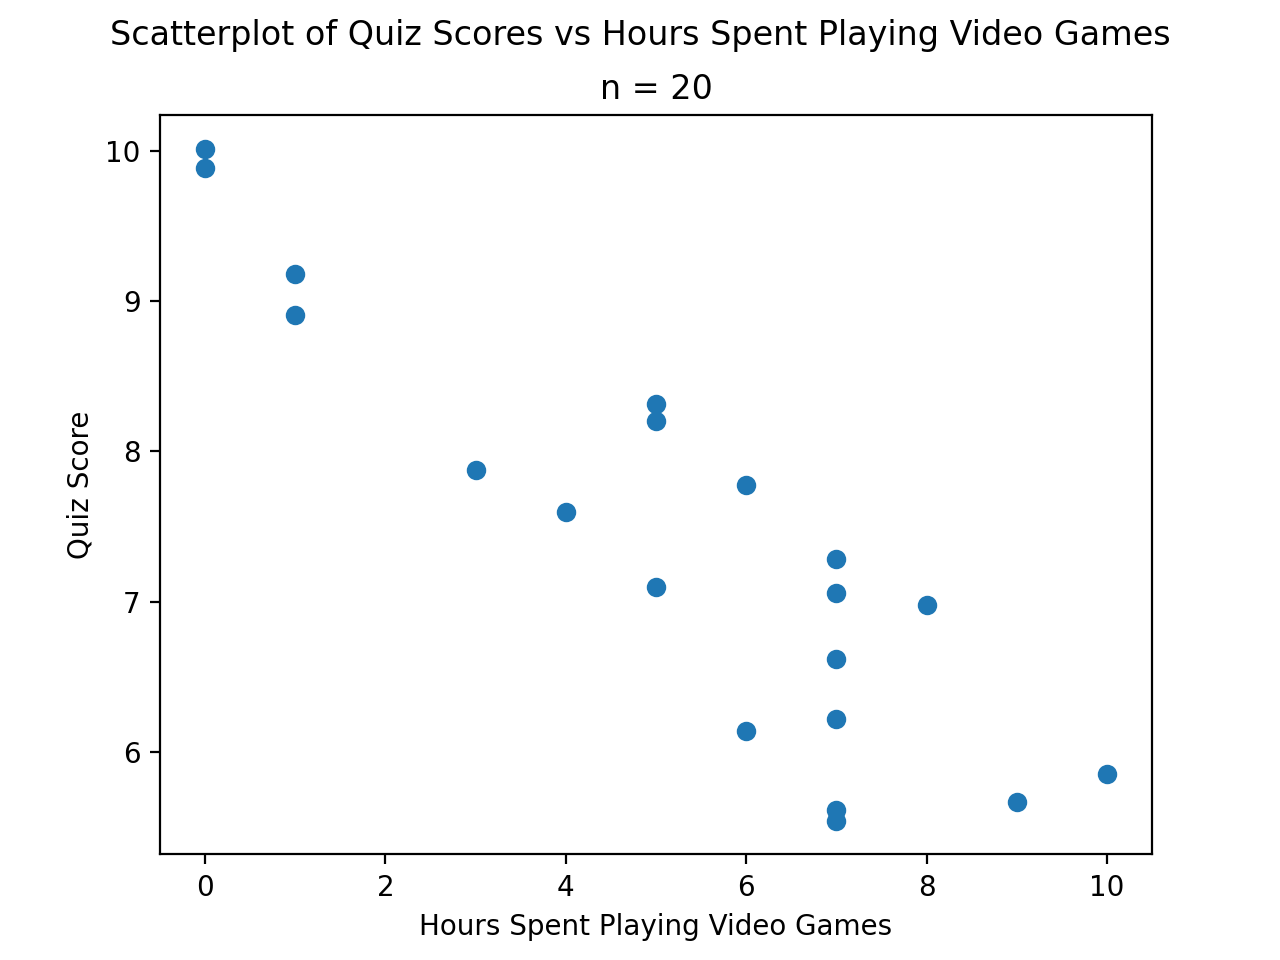 Scatterplot of Quiz Scores vs Hours Spent Playing Video Games
n = 20
10
9
8
7
6
Quiz Score
0 2 4 6 8 10
Hours Spent Playing Video Games